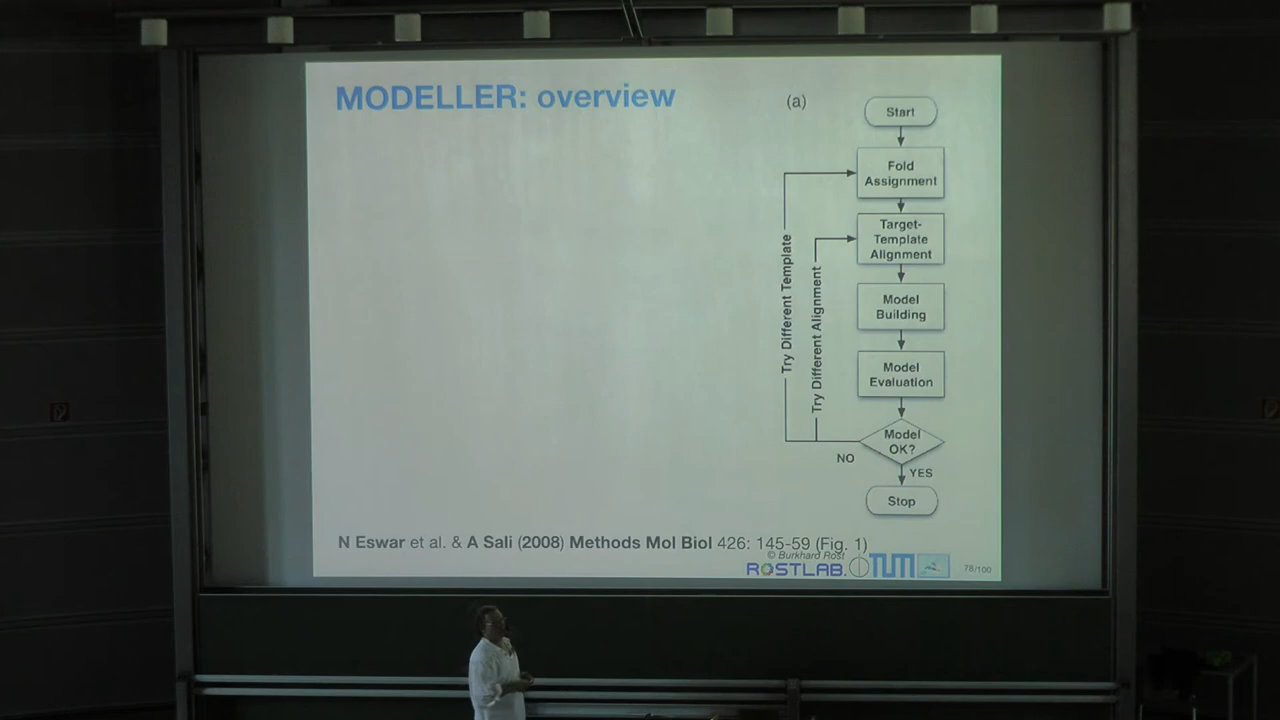 MODELLER: overview
(a)
Start
Fold
Assignment
Target-
Template
Alignment
Model
Building
Model
Evaluation
Model
OK?
NO
YES
Stop
Try Different Template
Try Different Alignment
N Eswar et al. & A Sali (2008) Methods Mol Biol 426: 145-59 (Fig. 1)
© Burkhard Rost
ROSTLAB.
TUM
78/100